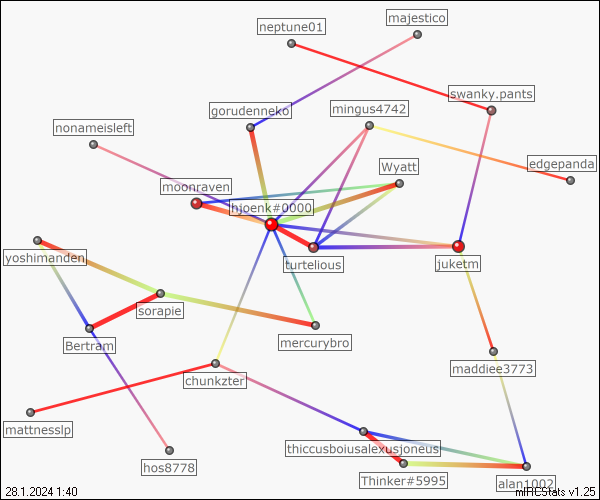 majestico
neptune01
swanky.pants
gorudenneko
mingus4742
nonameisleft
edgepanda
Wyatt
moonraven
hjoenk#0000
yoshimanden
turtelious
juketm
sorapie
mercurybro
Bertram
maddiee3773
chunkzter
mattnesslp
thiccusboiusalexusjoneus
hos8778
Thinker#5995
alan1002
28.1.2024 1:40
mIRCStats v1.25